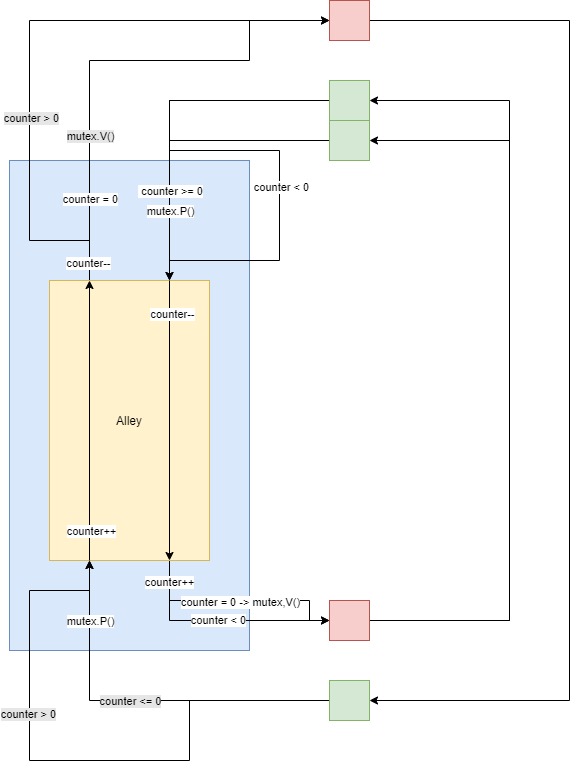 counter > 0
mutex.V()
counter >= 0
counter < 0
counter = 0
mutex.P()
counter--
counter--
Alley
counter++
counter++
counter = 0 -> mutex,V()
mutex.P()
counter < 0
counter <= 0
counter > 0